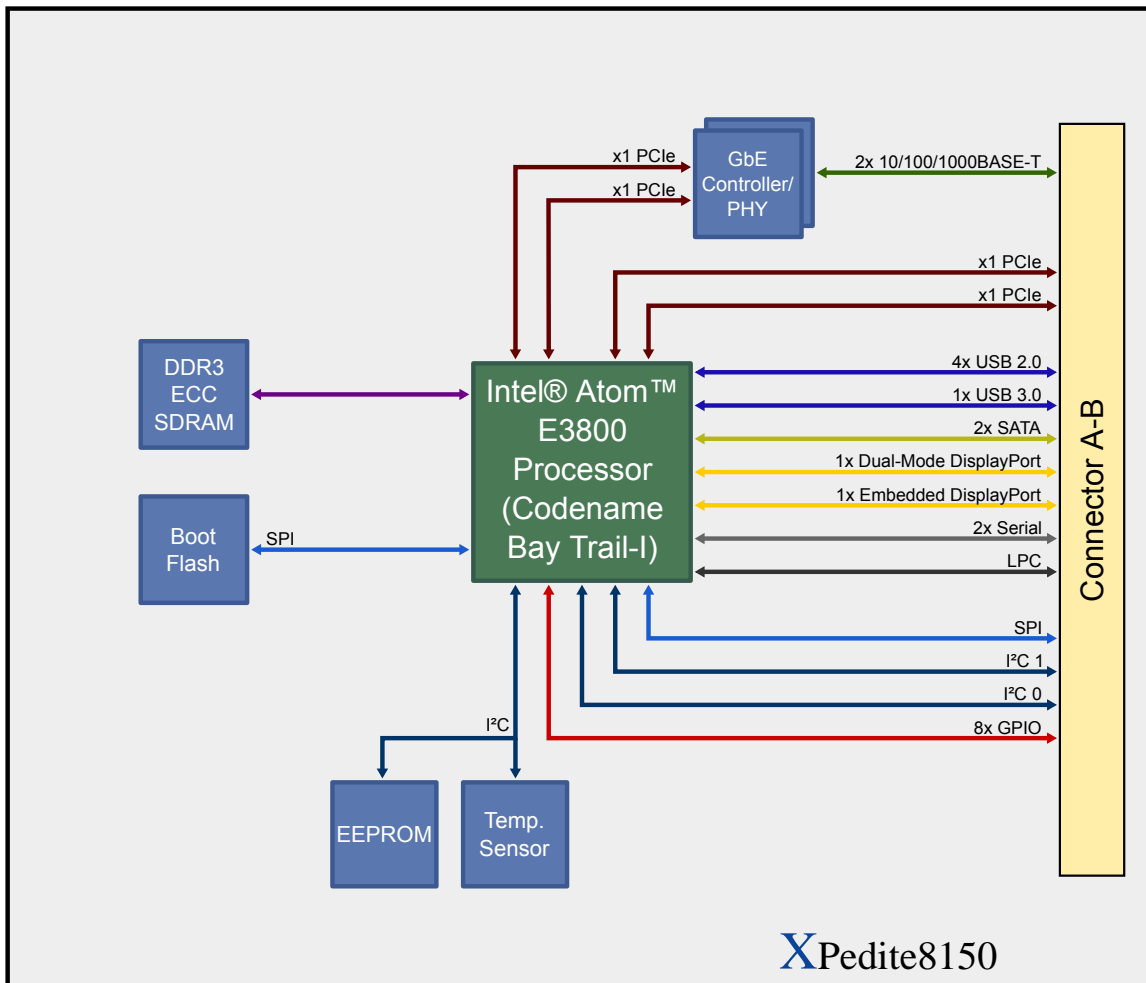 x1 PCIe
x1 PCIe
GbE
Controller/
PHY
2x 10/100/1000BASE-T
x1 PCIe
x1 PCIe
DDR3
ECC
SDRAM
Intel® Atom™
E3800
Processor
(Codename
Bay Trail-I)
4x USB 2.0
1x USB 3.0
2x SATA
1x Dual-Mode DisplayPort
1x Embedded DisplayPort
2x Serial
LPC
Connector A-B
Boot
Flash
SPI
SPI
I²C 1
I²C 0
8x GPIO
I²C
EEPROM
Temp.
Sensor
XPedite8150